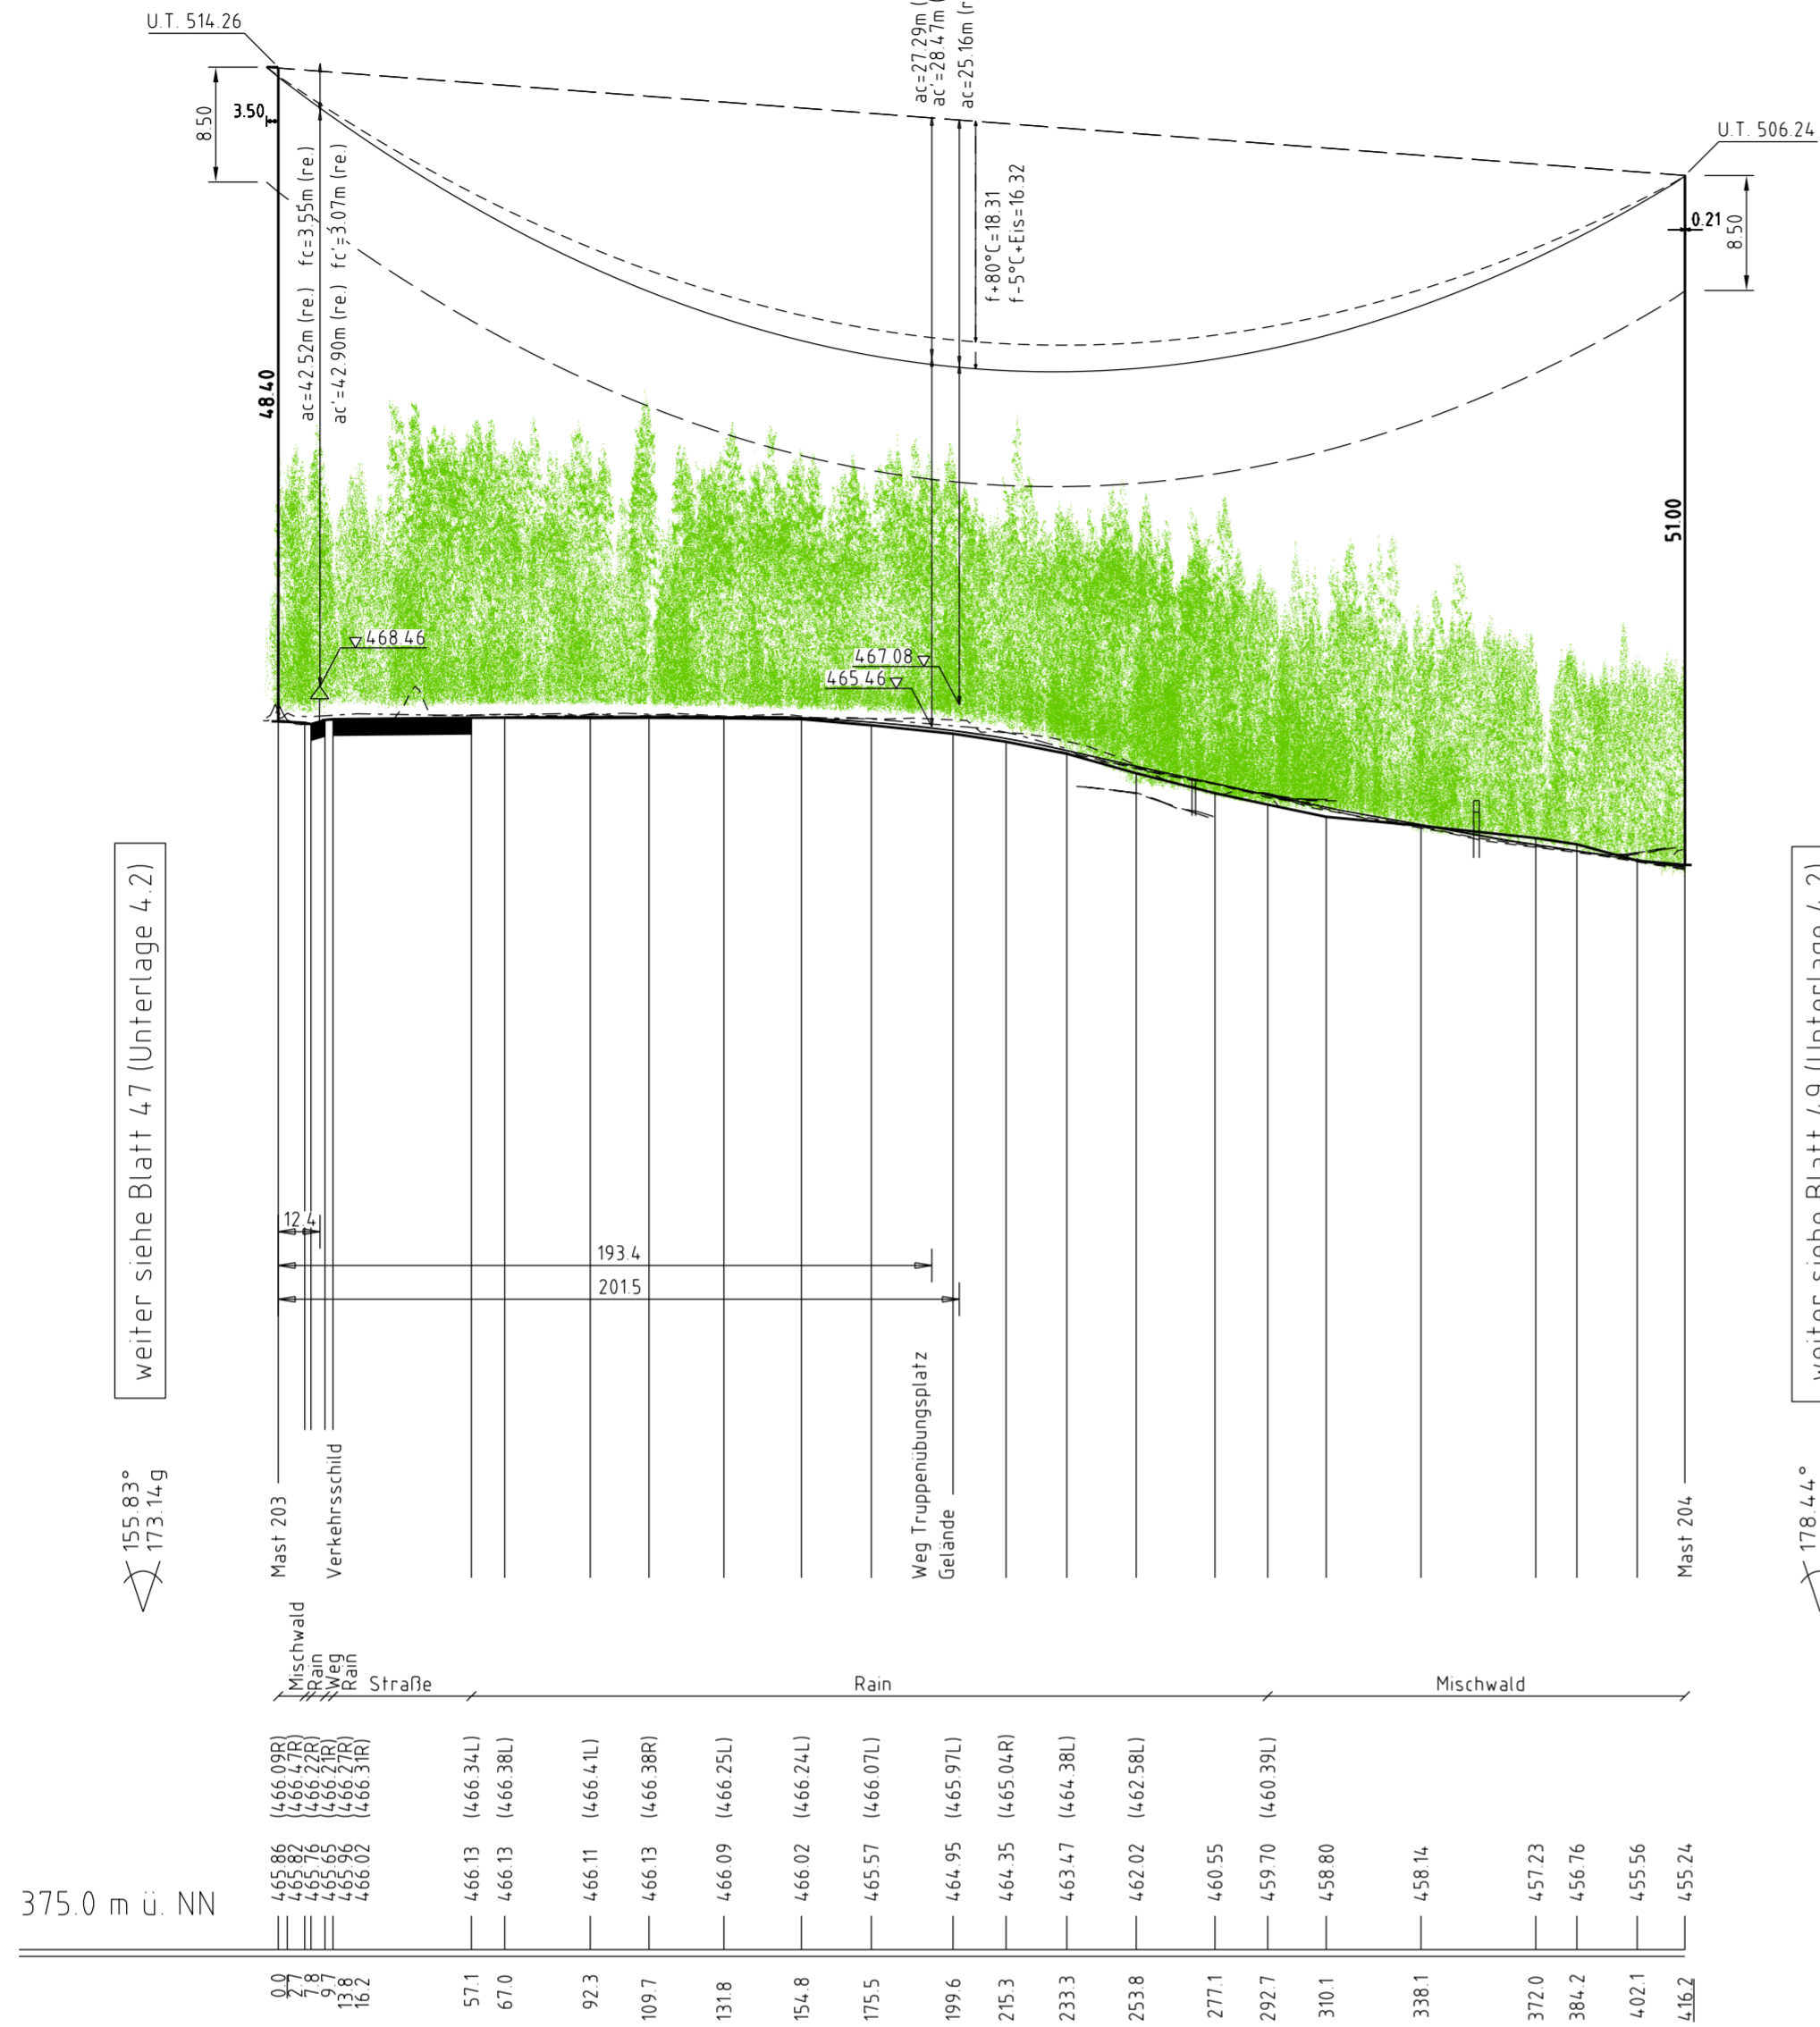 U.T. 514.26
8.50
3.50
48.40
ac=42.52m (re.) fc=3.55m (re.)
ac'=42.90m (re.) fc'=3.07m (re.)
ac=27.29m (
ac'=28.47m (
ac=25.16m (r
f+80°C=18.31
f-5°C+Eis=16.32
U.T. 506.24
0.21
8.50
51.00
468.46
467.08
465.46
weiter siehe Blatt 47 (Unterlage 4.2)
weiter siehe Blatt 49 (Unterlage 4.2)
155.83°
173.14g
178.44°
12.4
193.4
201.5
Mast 203
Verkehrsschild
Weg Truppenübungsplatz
Gelände
Mast 204
Mischwald
Rain
Weg
Rain
Straße
Rain
Mischwald
(466.09R)
(466.47R)
(466.22R)
(466.21R)
(466.27R)
(466.31R)
(466.34L)
(466.38L)
(466.41L)
(466.38R)
(466.25L)
(466.24L)
(466.07L)
(465.97L)
(465.04R)
(464.38L)
(462.58L)
(460.39L)
375.0 m ü. NN
465.86
465.82
465.76
465.65
465.96
466.02
466.13
466.13
466.11
466.13
466.09
466.02
465.57
464.95
464.35
463.47
462.02
460.55
459.70
458.80
458.14
457.23
456.76
455.56
455.24
0.0
2.7
7.8
9.7
13.8
16.2
57.1
67.0
92.3
109.7
131.8
154.8
175.5
199.6
215.3
233.3
253.8
277.1
292.7
310.1
338.1
372.0
384.2
402.1
416.2